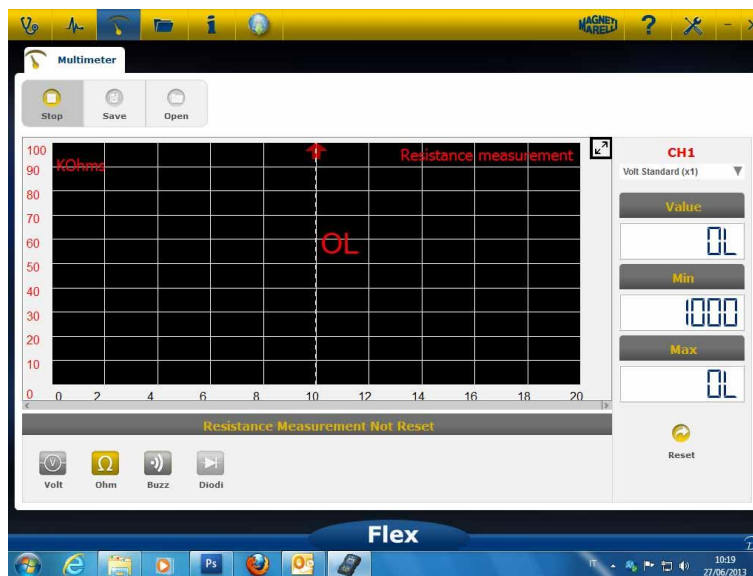 MAGNETI
MARELLI
?
Multimeter
Stop Save Open
100
90
80
70
60
50
40
30
20
10
0
KOhms
Resistance measurement
OL
0 2 4 6 8 10 12 14 16 18 20
CH1
Volt Standard (x1)
Value
OL
Min
1000
Max
OL
Reset
Resistance Measurement Not Reset
Volt Ohm Buzz Diodi
Flex
Ps
IT
10:19
27/06/2013